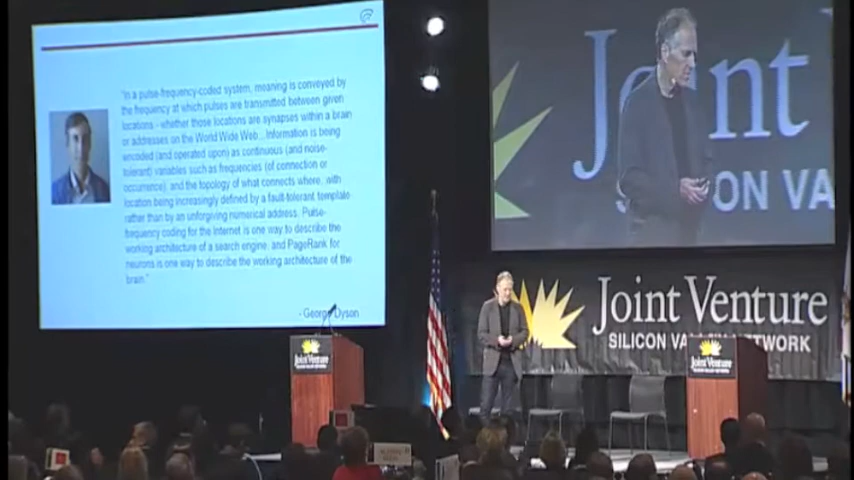 "In a pulse-frequency-coded system, meaning is conveyed by
the frequency at which pulses are transmitted between given
locations - whether those locations are synapses within a brain
or addresses on the World Wide Web... Information is being
encoded (and operated upon) as continuous (and noise-
tolerant) variables such as frequencies (of connection or
occurrence), and the topology of what connects where, with
location being increasingly defined by a fault-tolerant template
rather than by an unforgiving numerical address. Pulse-
frequency coding for the Internet is one way to describe the
working architecture of a search engine, and PageRank for
neurons is one way to describe the working architecture of the
brain."
- George Dyson
Joint
SILICON VA
Joint Venture
SILICON VALLEY NETWORK
Joint Venture
Joint Venture